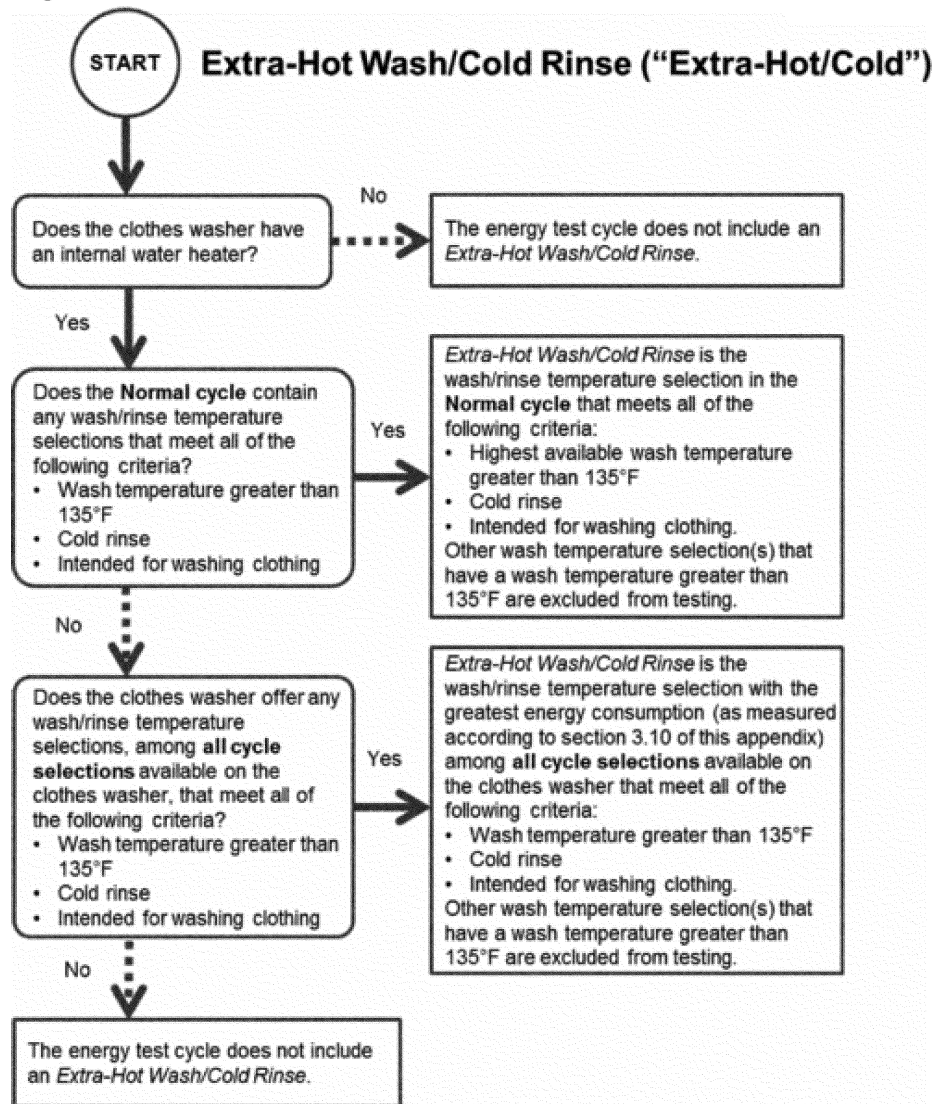 START
Extra-Hot Wash/Cold Rinse (“Extra-Hot/Cold”)
Does the clothes washer have
an internal water heater?
No
The energy test cycle does not include an
Extra-Hot Wash/Cold Rinse.
Yes
Does the Normal cycle contain
any wash/rinse temperature
selections that meet all of the
following criteria?
• Wash temperature greater than
135°F
• Cold rinse
• Intended for washing clothing
Yes
Extra-Hot Wash/Cold Rinse is the
wash/rinse temperature selection in the
Normal cycle that meets all of the
following criteria:
• Highest available wash temperature
greater than 135°F
• Cold rinse
• Intended for washing clothing.
Other wash temperature selection(s) that
have a wash temperature greater than
135°F are excluded from testing.
No
Does the clothes washer offer any
wash/rinse temperature
selections, among all cycle
selections available on the
clothes washer, that meet all of
the following criteria?
• Wash temperature greater than
135°F
• Cold rinse
• Intended for washing clothing
Yes
Extra-Hot Wash/Cold Rinse is the
wash/rinse temperature selection with the
greatest energy consumption (as measured
according to section 3.10 of this appendix)
among all cycle selections available on
the clothes washer that meet all of the
following criteria:
• Wash temperature greater than 135°F
• Cold rinse
• Intended for washing clothing.
Other wash temperature selection(s) that
have a wash temperature greater than
135°F are excluded from testing.
No
The energy test cycle does not include
an Extra-Hot Wash/Cold Rinse.